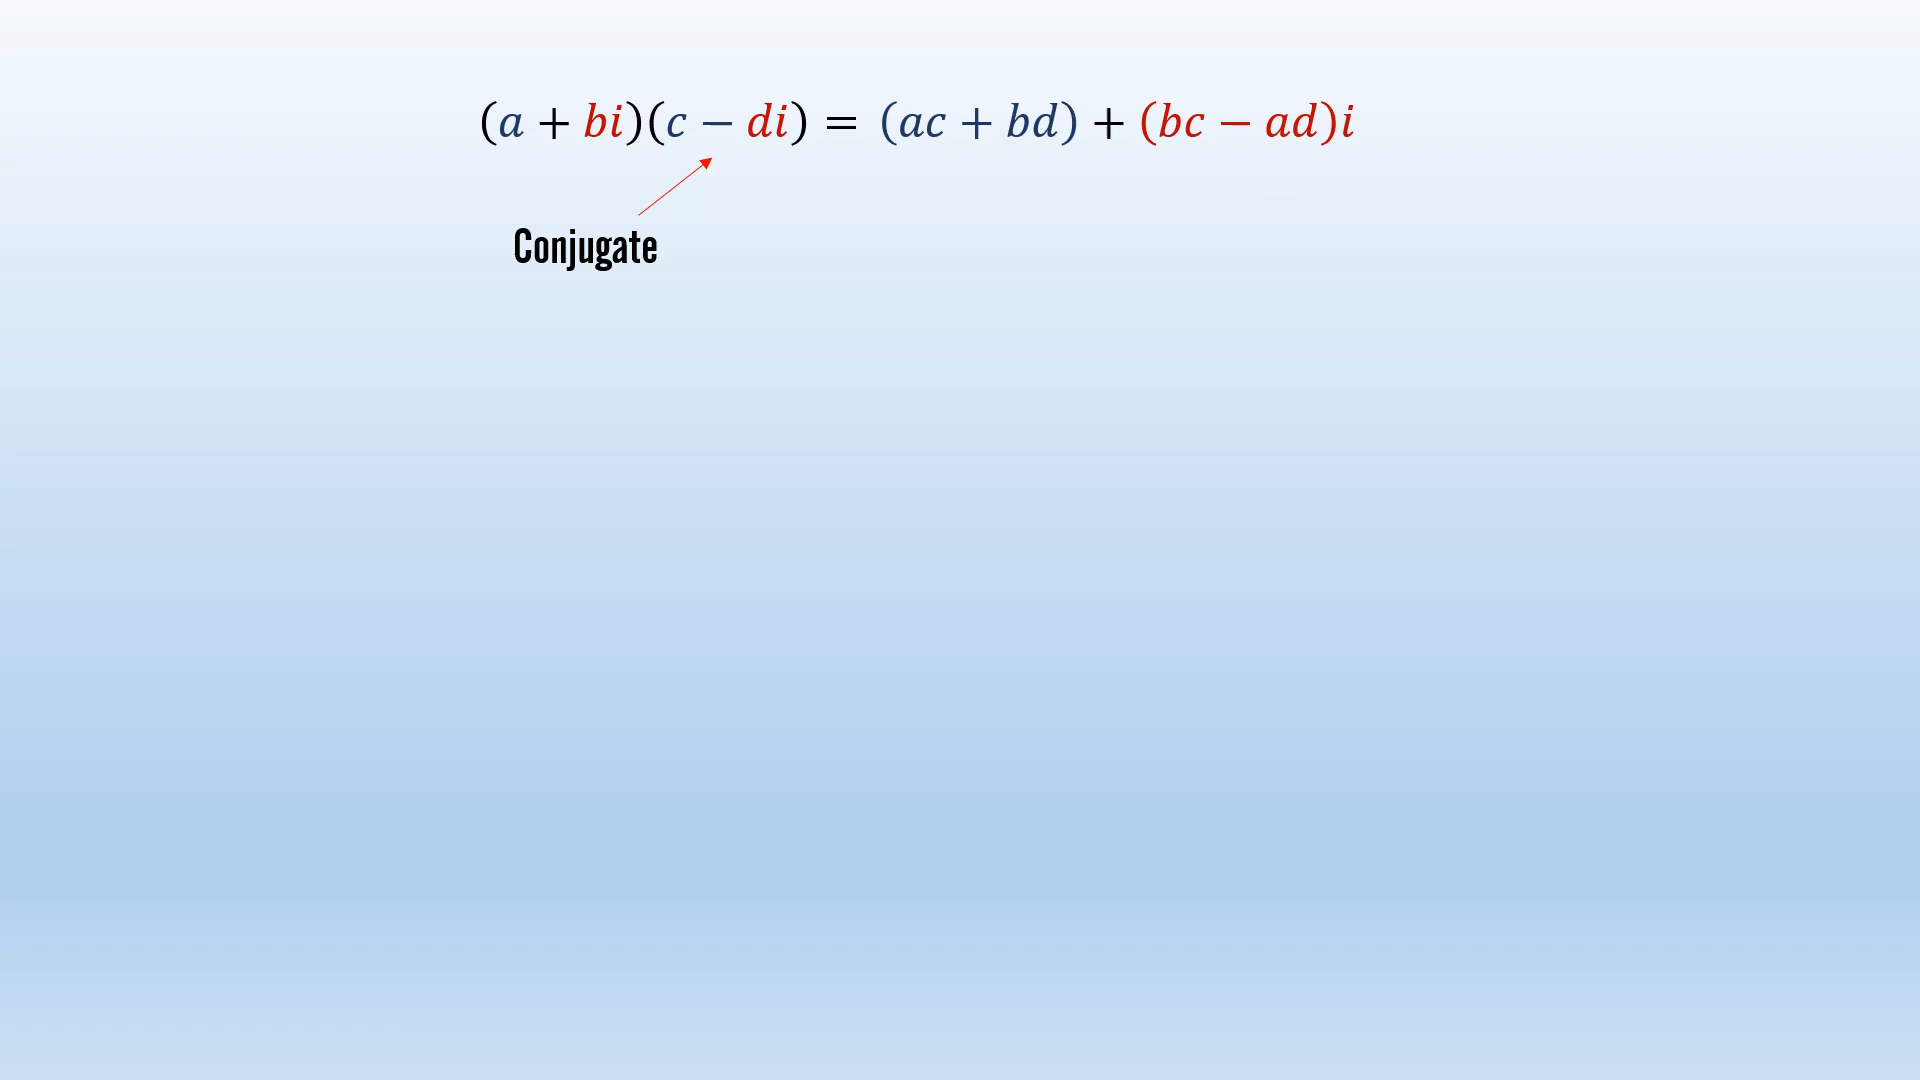 (a + bi)(c − di) = (ac + bd) + (bc − ad)i
Conjugate